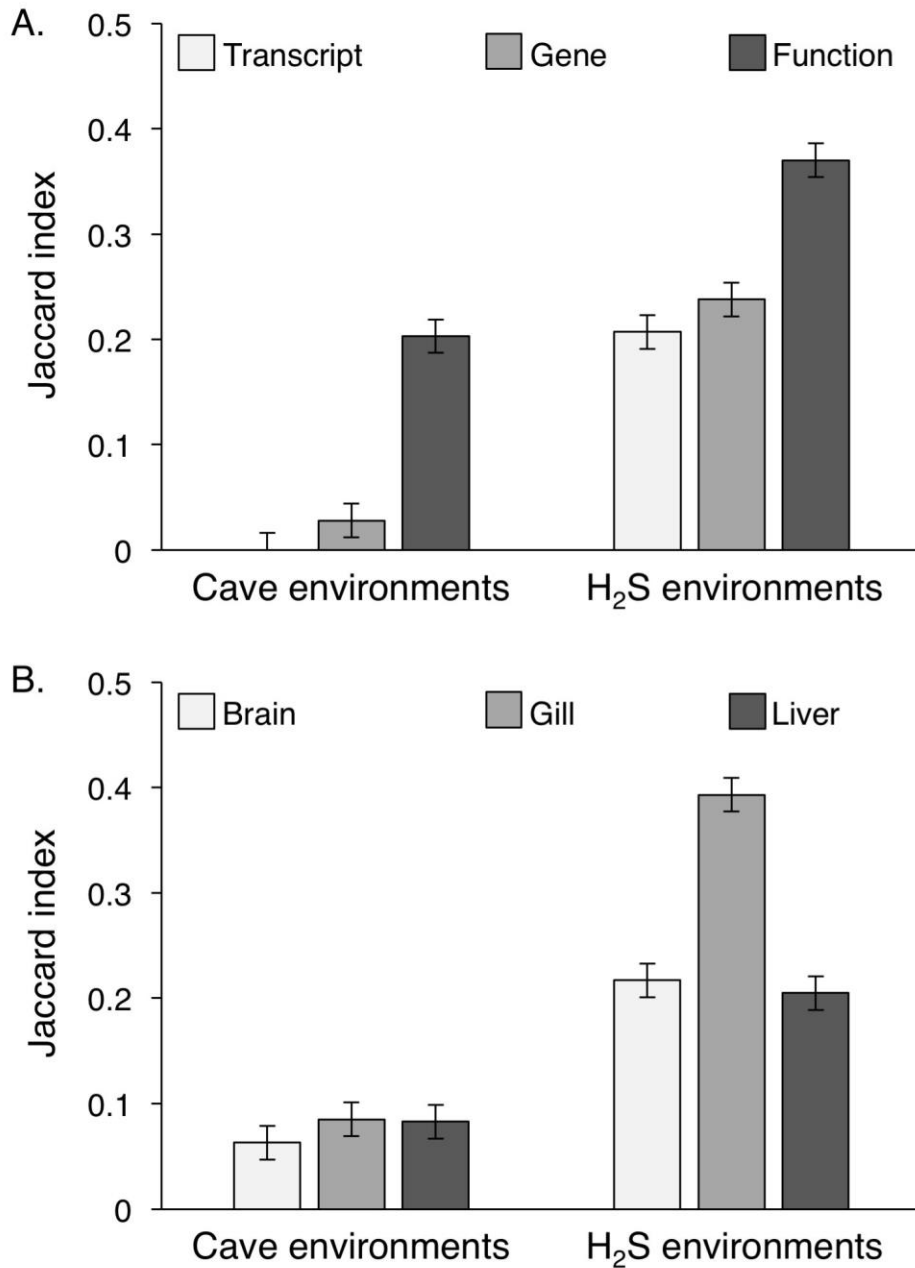 A.
0.5
Transcript Gene Function
0.4
0.3
0.2
0.1
0
Jaccard index
Cave environments H₂S environments
B.
0.5
Brain Gill Liver
0.4
0.3
0.2
0.1
0
Jaccard index
Cave environments H₂S environments